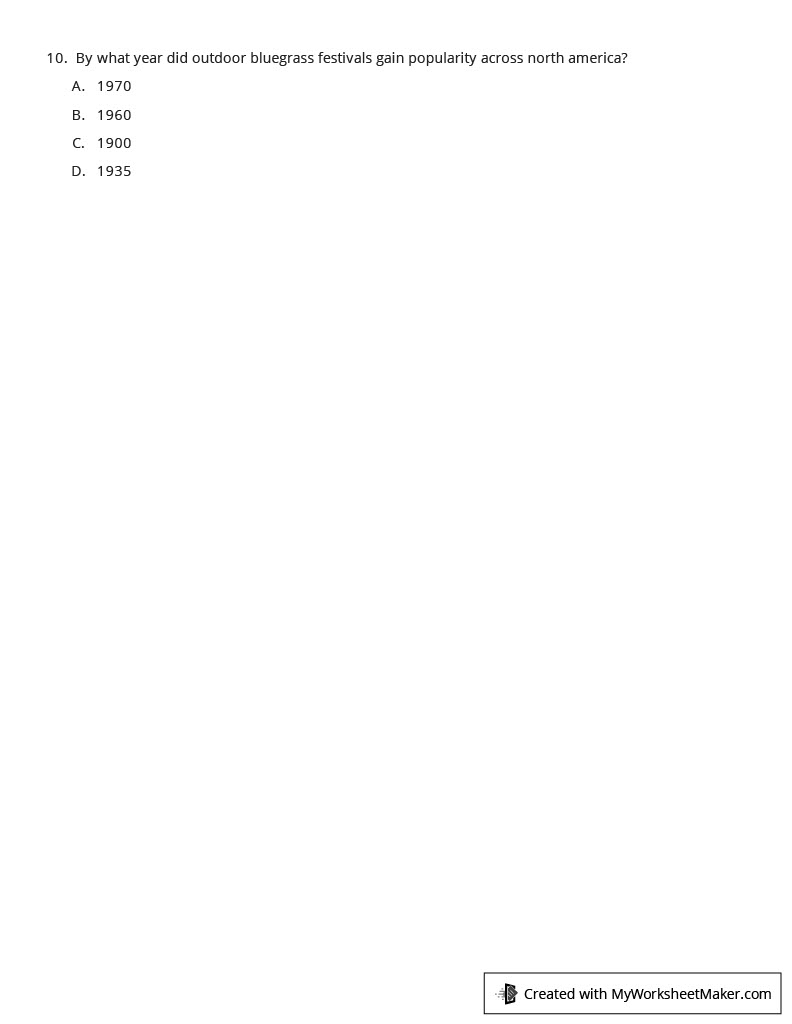 10. By what year did outdoor bluegrass festivals gain popularity across north america?
A. 1970
B. 1960
C. 1900
D. 1935
Created with MyWorksheetMaker.com